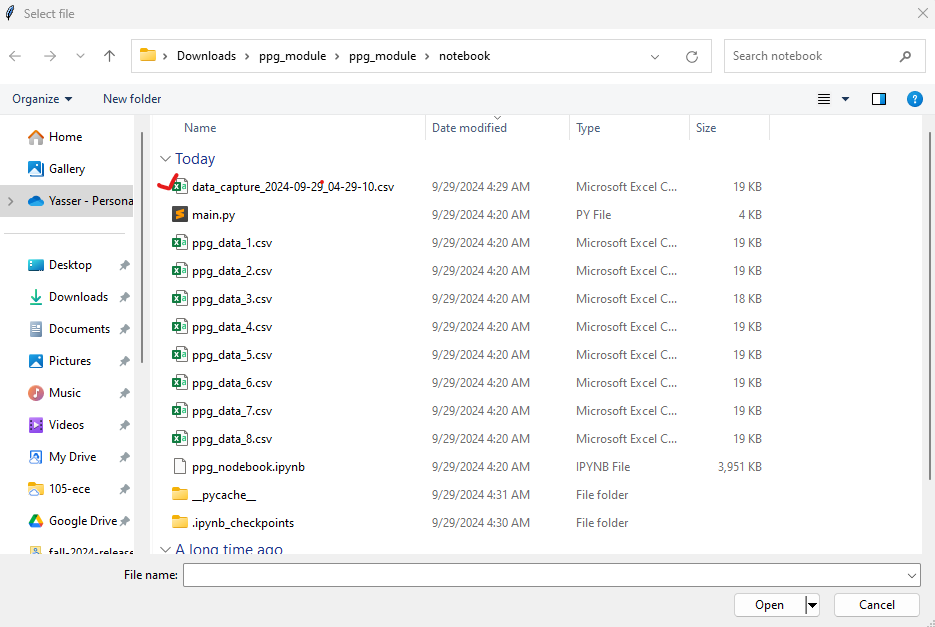 Select file
Downloads > ppg_module > ppg_module > notebook
Search notebook
Organize New folder
Home
Gallery
Yasser - Persona
Desktop
Downloads
Documents
Pictures
Music
Videos
My Drive
105-ece
Google Drive
fall-2024-release
Name Date modified Type Size
Today
data_capture_2024-09-29_04-29-10.csv 9/29/2024 4:29 AM Microsoft Excel C... 19 KB
main.py 9/29/2024 4:20 AM PY File 4 KB
ppg_data_1.csv 9/29/2024 4:20 AM Microsoft Excel C... 19 KB
ppg_data_2.csv 9/29/2024 4:20 AM Microsoft Excel C... 19 KB
ppg_data_3.csv 9/29/2024 4:20 AM Microsoft Excel C... 18 KB
ppg_data_4.csv 9/29/2024 4:20 AM Microsoft Excel C... 19 KB
ppg_data_5.csv 9/29/2024 4:20 AM Microsoft Excel C... 19 KB
ppg_data_6.csv 9/29/2024 4:20 AM Microsoft Excel C... 19 KB
ppg_data_7.csv 9/29/2024 4:20 AM Microsoft Excel C... 19 KB
ppg_data_8.csv 9/29/2024 4:20 AM Microsoft Excel C... 19 KB
ppg_nodebook.ipynb 9/29/2024 4:20 AM IPYNB File 3,951 KB
__pycache__ 9/29/2024 4:31 AM File folder
.ipynb_checkpoints 9/29/2024 4:30 AM File folder
A long time ago
File name:
Open Cancel